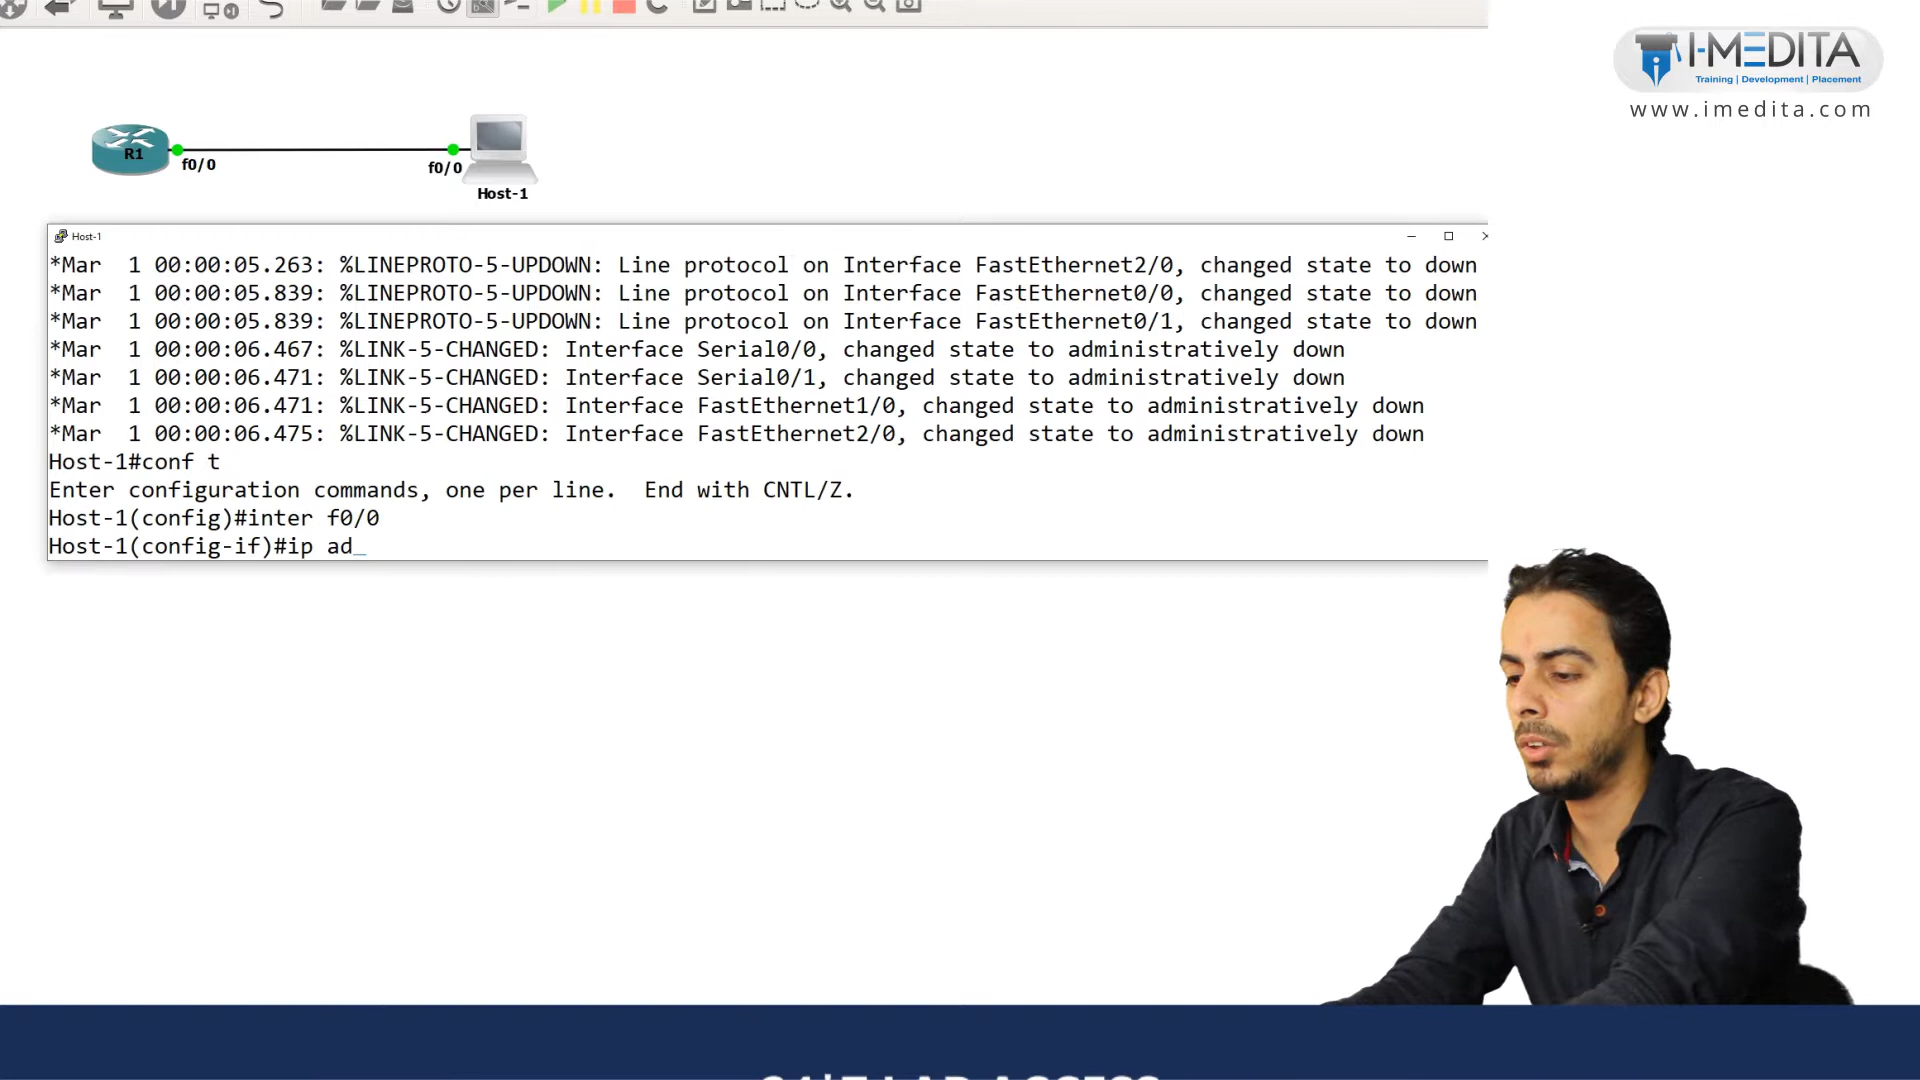 I-MEDITA
Training | Development | Placement
www.imedita.com
R1
f0/0
f0/0
Host-1
Host-1
*Mar  1 00:00:05.263: %LINEPROTO-5-UPDOWN: Line protocol on Interface FastEthernet2/0, changed state to down
*Mar  1 00:00:05.839: %LINEPROTO-5-UPDOWN: Line protocol on Interface FastEthernet0/0, changed state to down
*Mar  1 00:00:05.839: %LINEPROTO-5-UPDOWN: Line protocol on Interface FastEthernet0/1, changed state to down
*Mar  1 00:00:06.467: %LINK-5-CHANGED: Interface Serial0/0, changed state to administratively down
*Mar  1 00:00:06.471: %LINK-5-CHANGED: Interface Serial0/1, changed state to administratively down
*Mar  1 00:00:06.471: %LINK-5-CHANGED: Interface FastEthernet1/0, changed state to administratively down
*Mar  1 00:00:06.475: %LINK-5-CHANGED: Interface FastEthernet2/0, changed state to administratively down
Host-1#conf t
Enter configuration commands, one per line.  End with CNTL/Z.
Host-1(config)#inter f0/0
Host-1(config-if)#ip ad_
LAB ACCESS